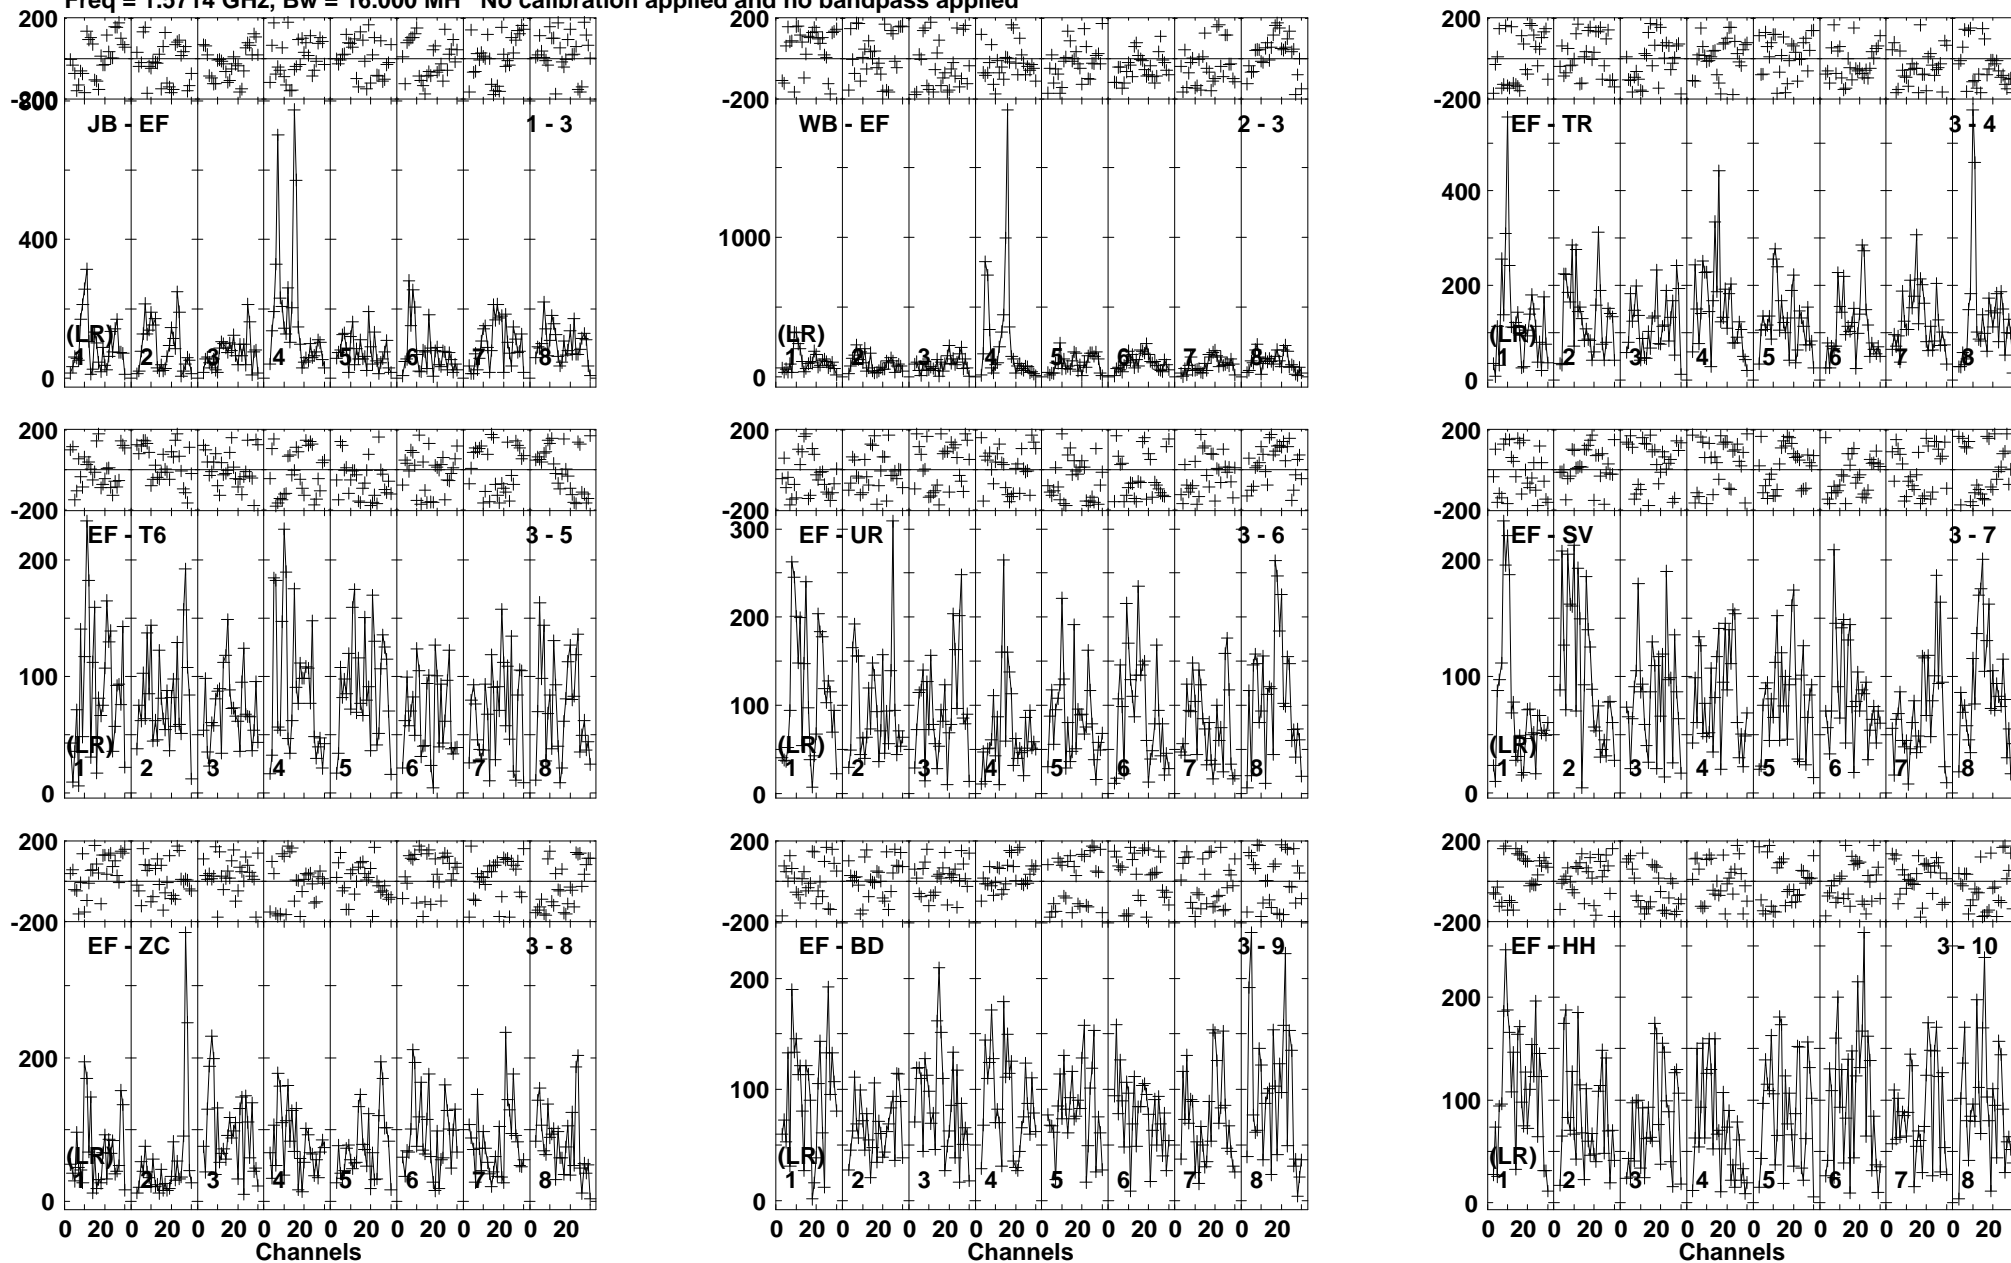 Freq = 1.5714 GHz, Bw = 16.000 MH No calibration applied and no bandpass applied
200 200 200
-200 -200
800
JB - EF 1 - 3 WB - EF 2 - 3 EF - TR 3 - 4
400 1000 400
200
(LR) (LR) (LR)
1 2 3 4 5 6 7 8 1 2 3 4 5 6 7 8 1 2 3 4 5 6 7 8
0 0 0
200 200 200
-200 -200 -200
EF - T6 3 - 5 EF - UR 3 - 6 EF - SV 3 - 7
300
200 200 200
100 100 100
(LR) (LR) (LR)
1 2 3 4 5 6 7 8 1 2 3 4 5 6 7 8 1 2 3 4 5 6 7 8
0 0 0
200 200 200
-200 -200 -200
EF - ZC 3 - 8 EF - BD 3 - 9 EF - HH 3 - 10
200 200 200
100 100
(LR) (LR) (LR)
1 2 3 4 5 6 7 8 1 2 3 4 5 6 7 8 1 2 3 4 5 6 7 8
0 0 0
0 20 0 20 0 20 0 20 0 20 0 20 0 20 0 20 0 20 0 20 0 20 0 20 0 20 0 20 0 20 0 20 0 20 0 20 0 20 0 20 0 20 0 20 0 20 0 20
Channels Channels Channels